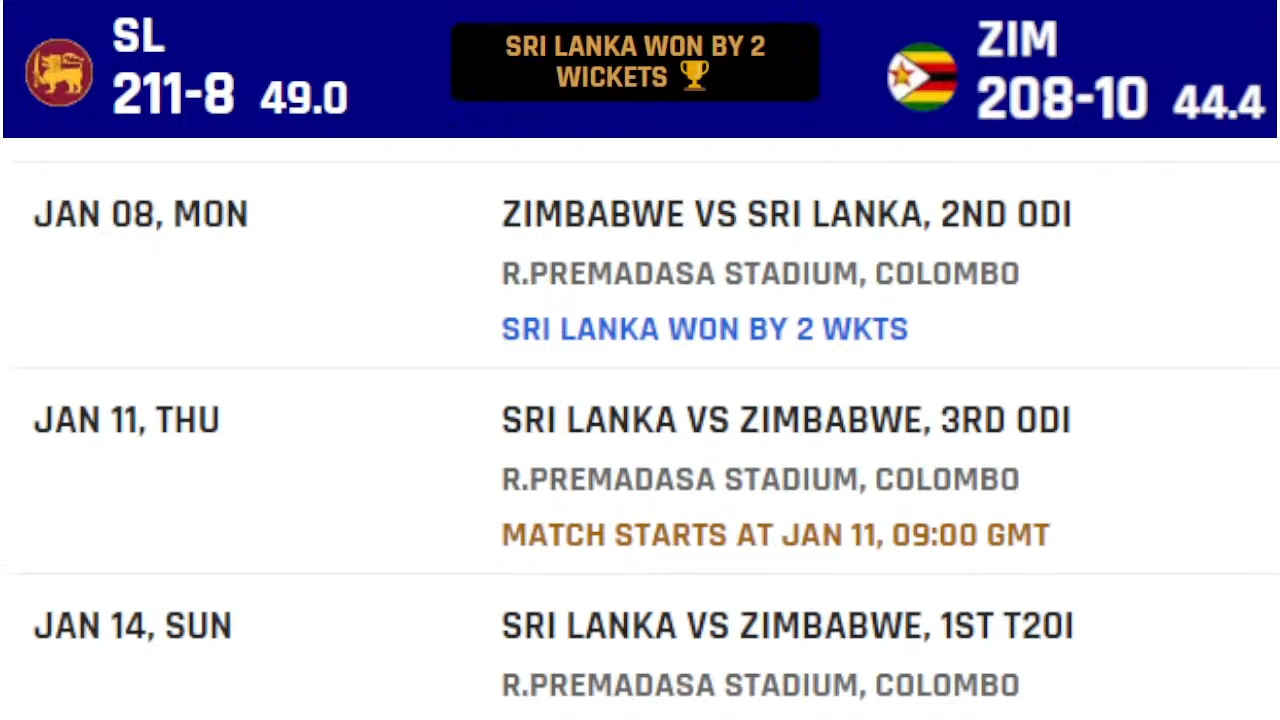 SL
211-8 49.0
SRI LANKA WON BY 2
WICKETS 🏆
ZIM
208-10 44.4
JAN 08, MON
ZIMBABWE VS SRI LANKA, 2ND ODI
R.PREMADASA STADIUM, COLOMBO
SRI LANKA WON BY 2 WKTS
JAN 11, THU
SRI LANKA VS ZIMBABWE, 3RD ODI
R.PREMADASA STADIUM, COLOMBO
MATCH STARTS AT JAN 11, 09:00 GMT
JAN 14, SUN
SRI LANKA VS ZIMBABWE, 1ST T20I
R.PREMADASA STADIUM, COLOMBO